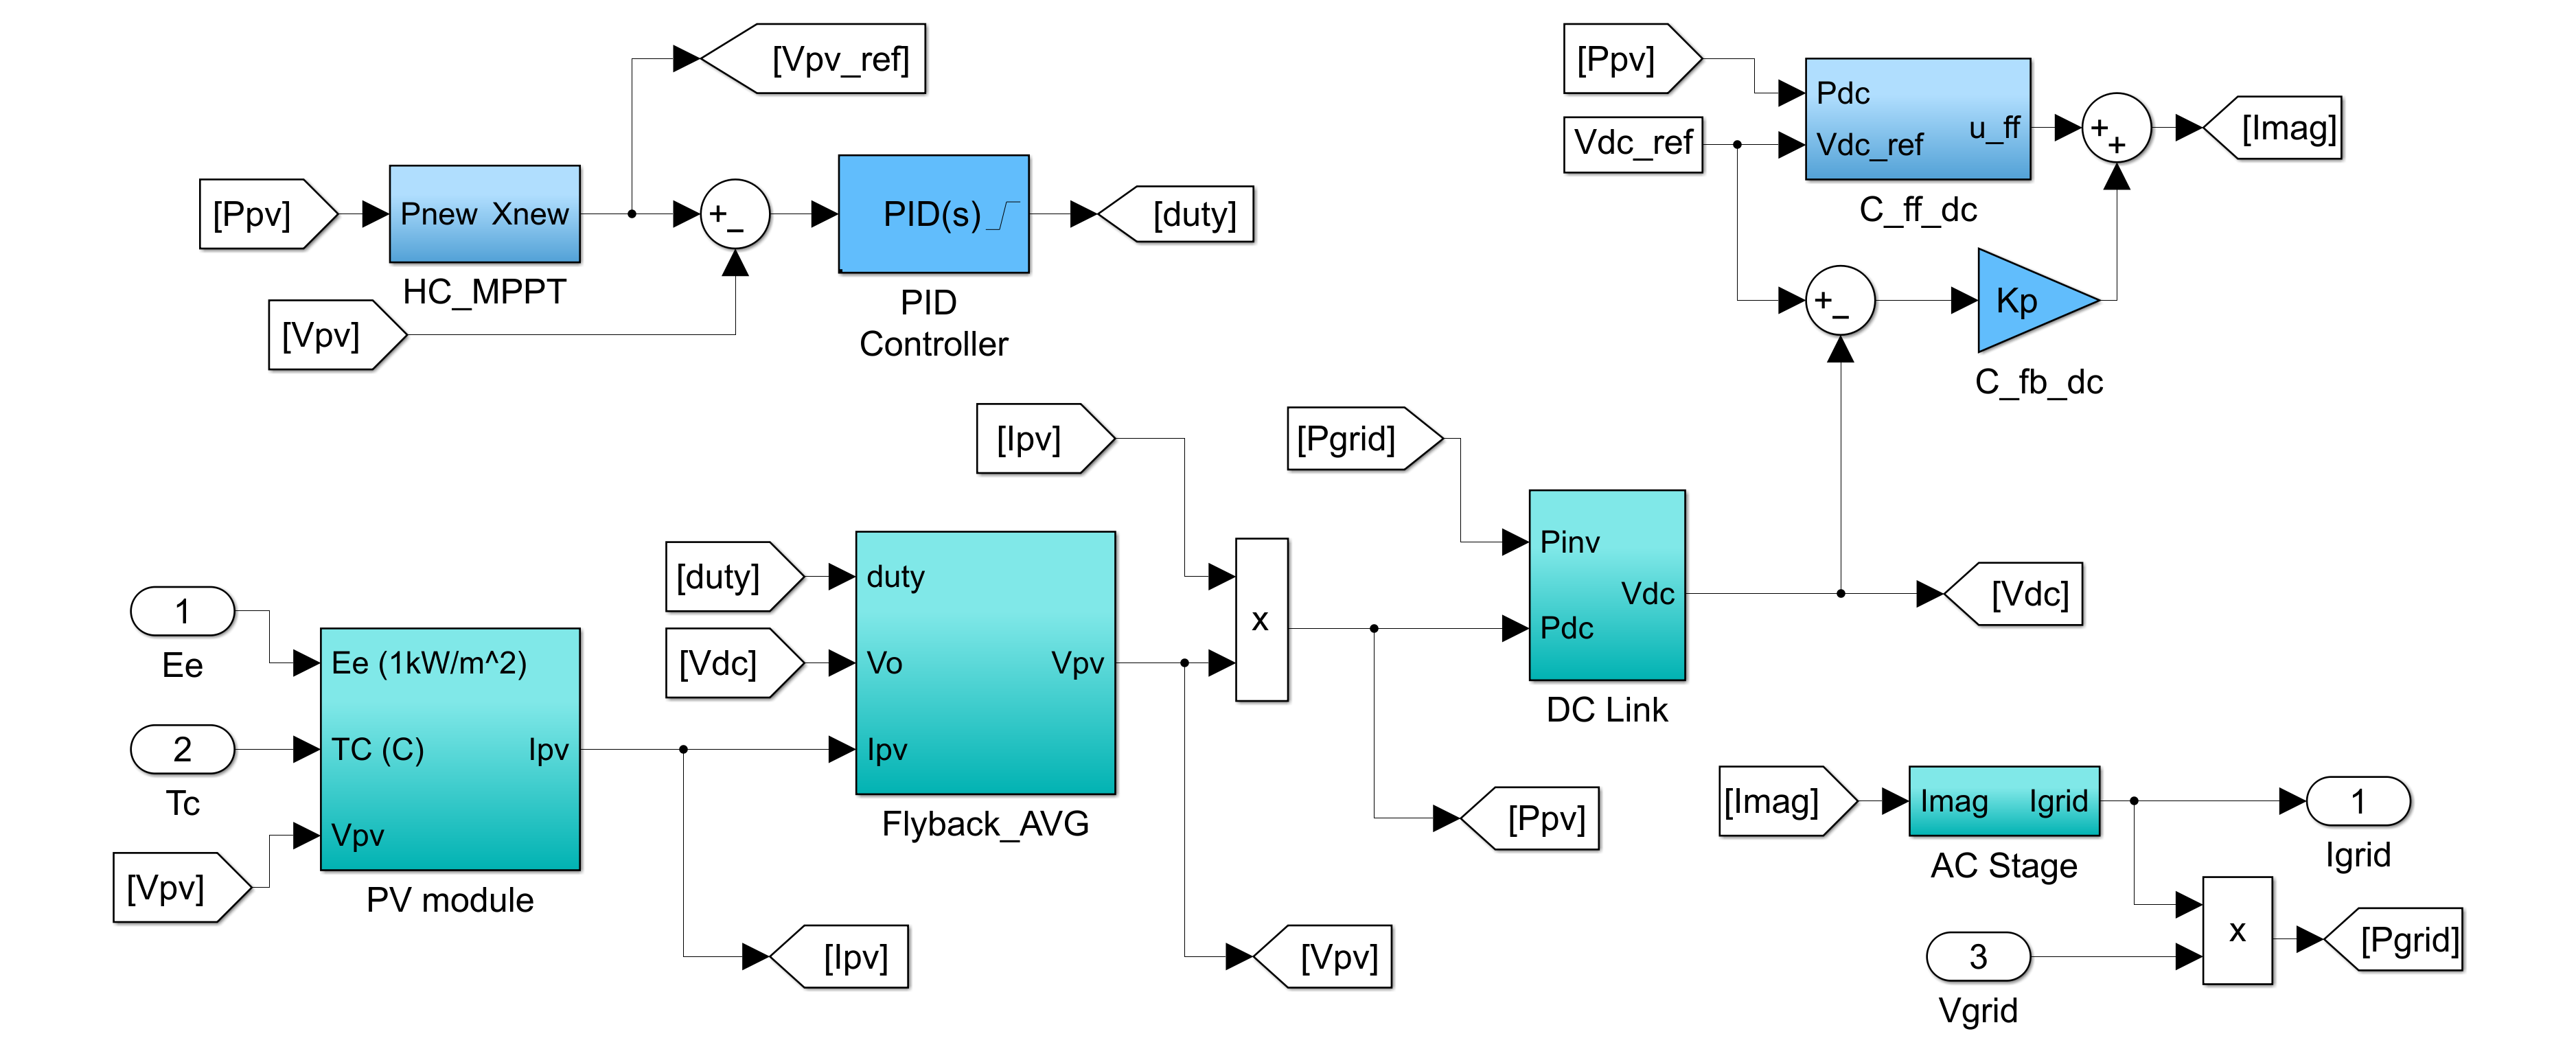 [Vpv_ref]
[Ppv]
Pnew Xnew
HC_MPPT
+
−
PID(s)
PID
Controller
[duty]
[Vpv]
[Ppv]
Vdc_ref
Pdc
Vdc_ref
u_ff
C_ff_dc
+
+
[Imag]
+
−
Kp
C_fb_dc
[Ipv]
[Pgrid]
[duty]
[Vdc]
duty
Vo
Ipv
Vpv
Flyback_AVG
x
Pinv
Pdc
Vdc
DC Link
[Vdc]
1
Ee
2
Tc
[Vpv]
Ee (1kW/m^2)
TC (C)
Vpv
Ipv
PV module
[Ipv]
[Vpv]
[Ppv]
[Imag]
Imag Igrid
AC Stage
1
Igrid
3
Vgrid
x
[Pgrid]